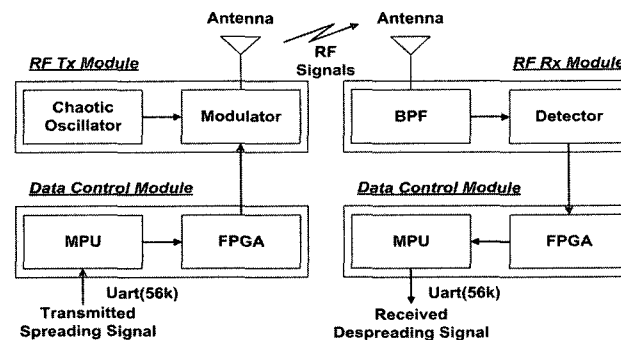 Antenna
Antenna
RF
Signals
RF Tx Module
RF Rx Module
Chaotic
Oscillator
Modulator
BPF
Detector
Data Control Module
Data Control Module
MPU
FPGA
MPU
FPGA
Uart(56k)
Uart(56k)
Transmitted
Spreading Signal
Received
Despreading Signal